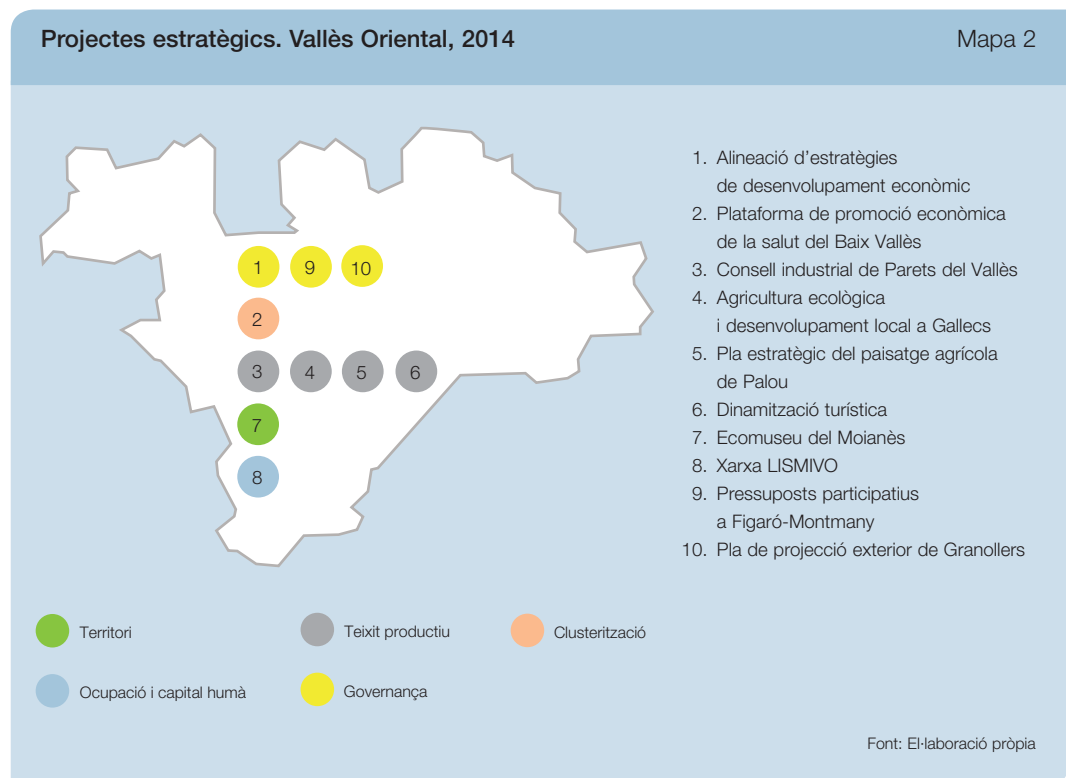 Projectes estratègics. Vallès Oriental, 2014
Mapa 2
1 9 10
2
3 4 5 6
7
8
1. Alineació d’estratègies
de desenvolupament econòmic
2. Plataforma de promoció econòmica
de la salut del Baix Vallès
3. Consell industrial de Parets del Vallès
4. Agricultura ecològica
i desenvolupament local a Gallecs
5. Pla estratègic del paisatge agrícola
de Palou
6. Dinamització turística
7. Ecomuseu del Moianès
8. Xarxa LISMIVO
9. Pressuposts participatius
a Figaró-Montmany
10. Pla de projecció exterior de Granollers
Territori
Teixit productiu
Clusterització
Ocupació i capital humà
Governança
Font: El·laboració pròpia